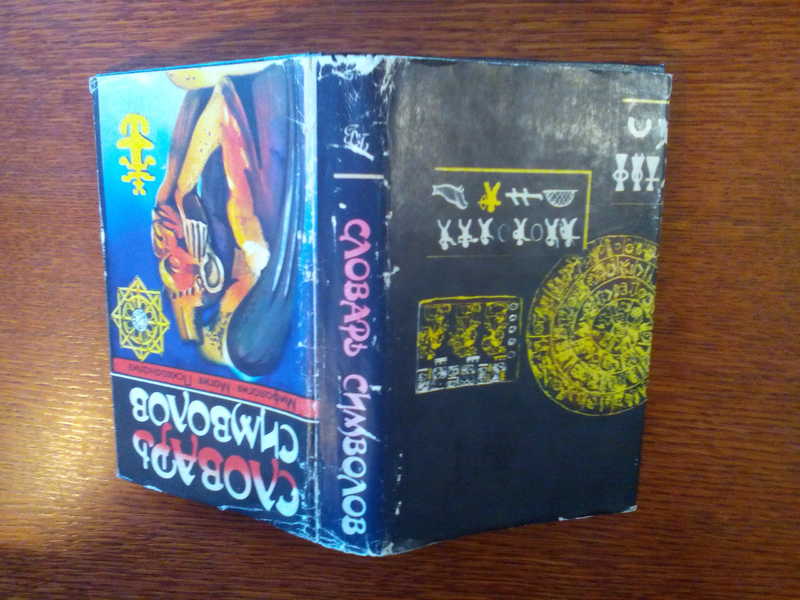 СЛОВАРЬ
СИМВОЛОВ
Мифология Магия Психоанализ
СЛОВАРЬ СИМВОЛОВ